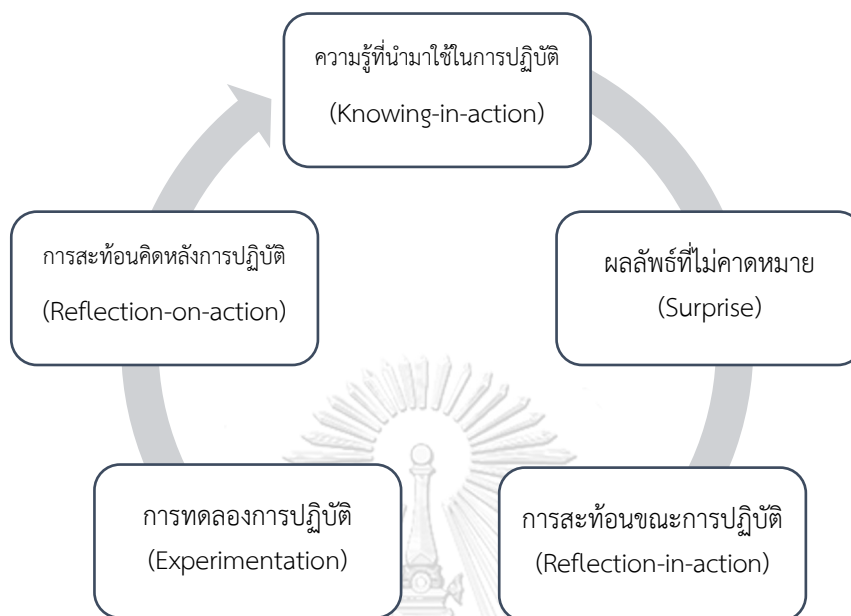 ความรู้ที่นำมาใช้ในการปฏิบัติ
(Knowing-in-action)
ผลลัพธ์ที่ไม่คาดหมาย
(Surprise)
การสะท้อนขณะการปฏิบัติ
(Reflection-in-action)
การทดลองการปฏิบัติ
(Experimentation)
การสะท้อนคิดหลังการปฏิบัติ
(Reflection-on-action)